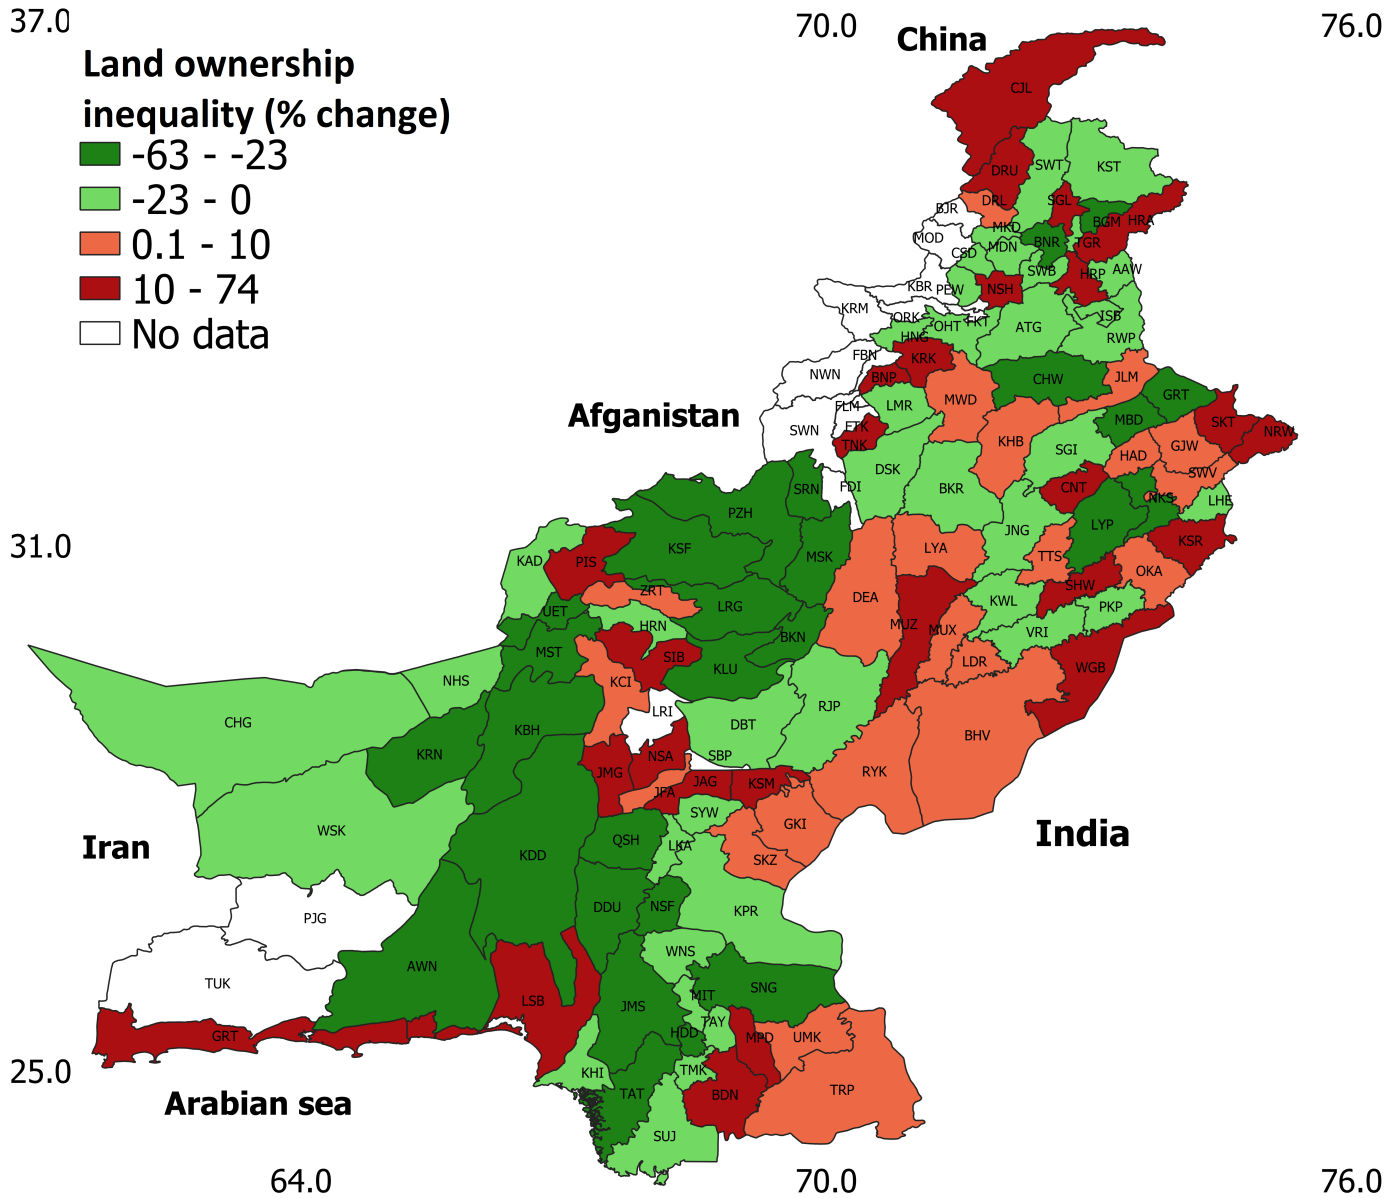 37.0
70.0
76.0
China
Land ownership
inequality (% change)
-63 - -23
-23 - 0
0.1 - 10
10 - 74
No data
CJL
SWT
KST
DRU
DRL
SGL
BJR
BGM
HRA
MKD
MOD
BNR
TGR
MDN
CSD
SWB
HRP
AAW
KBR
PEW
NSH
KRM
ORK
OHT
FKT
ATG
ISB
HNG
RWP
FBN
KRK
NWN
BNP
CHW
JLM
Afganistan
FLM
LMR
MWD
GRT
SWN
FTK
MBD
SKT
NRW
TNK
KHB
SGI
HAD
GJW
DSK
SWV
FDI
SRN
BKR
CNT
NKS
LHE
PZH
LYP
JNG
31.0
KSF
MSK
LYA
TTS
KSR
KAD
PIS
OKA
SHW
ZRT
DEA
KWL
PKP
UET
LRG
HRN
MUZ
MUX
VRI
BKN
MST
SIB
KLU
LDR
WGB
NHS
KCI
LRI
RJP
CHG
KBH
DBT
BHV
KRN
NSA
SBP
JMG
JAG
KSM
RYK
JFA
SYW
GKI
WSK
India
Iran
QSH
LKA
KDD
SKZ
PJG
DDU
NSF
KPR
WNS
AWN
TUK
SNG
MIT
LSB
JMS
TAY
GRT
HDD
MPD
UMK
25.0
KHI
TMK
TAT
BDN
TRP
Arabian sea
SUJ
64.0
70.0
76.0